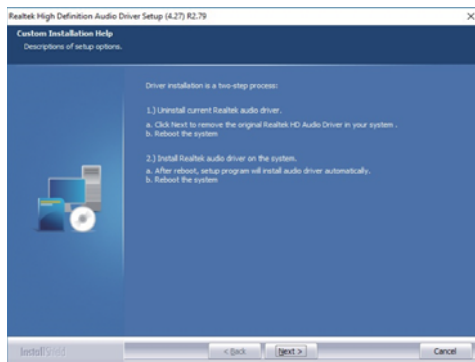 Realtek High Definition Audio Driver Setup (4.27) R2.79
Custom Installation Help
Descriptions of setup options.
Driver installation is a two-step process:
1.) Uninstall current Realtek audio driver.
a. Click Next to remove the original Realtek HD Audio Driver in your system .
b. Reboot the system
2.) Install Realtek audio driver on the system.
a. After reboot, setup program will install audio driver automatically.
b. Reboot the system
InstallShield
< Back
Next >
Cancel